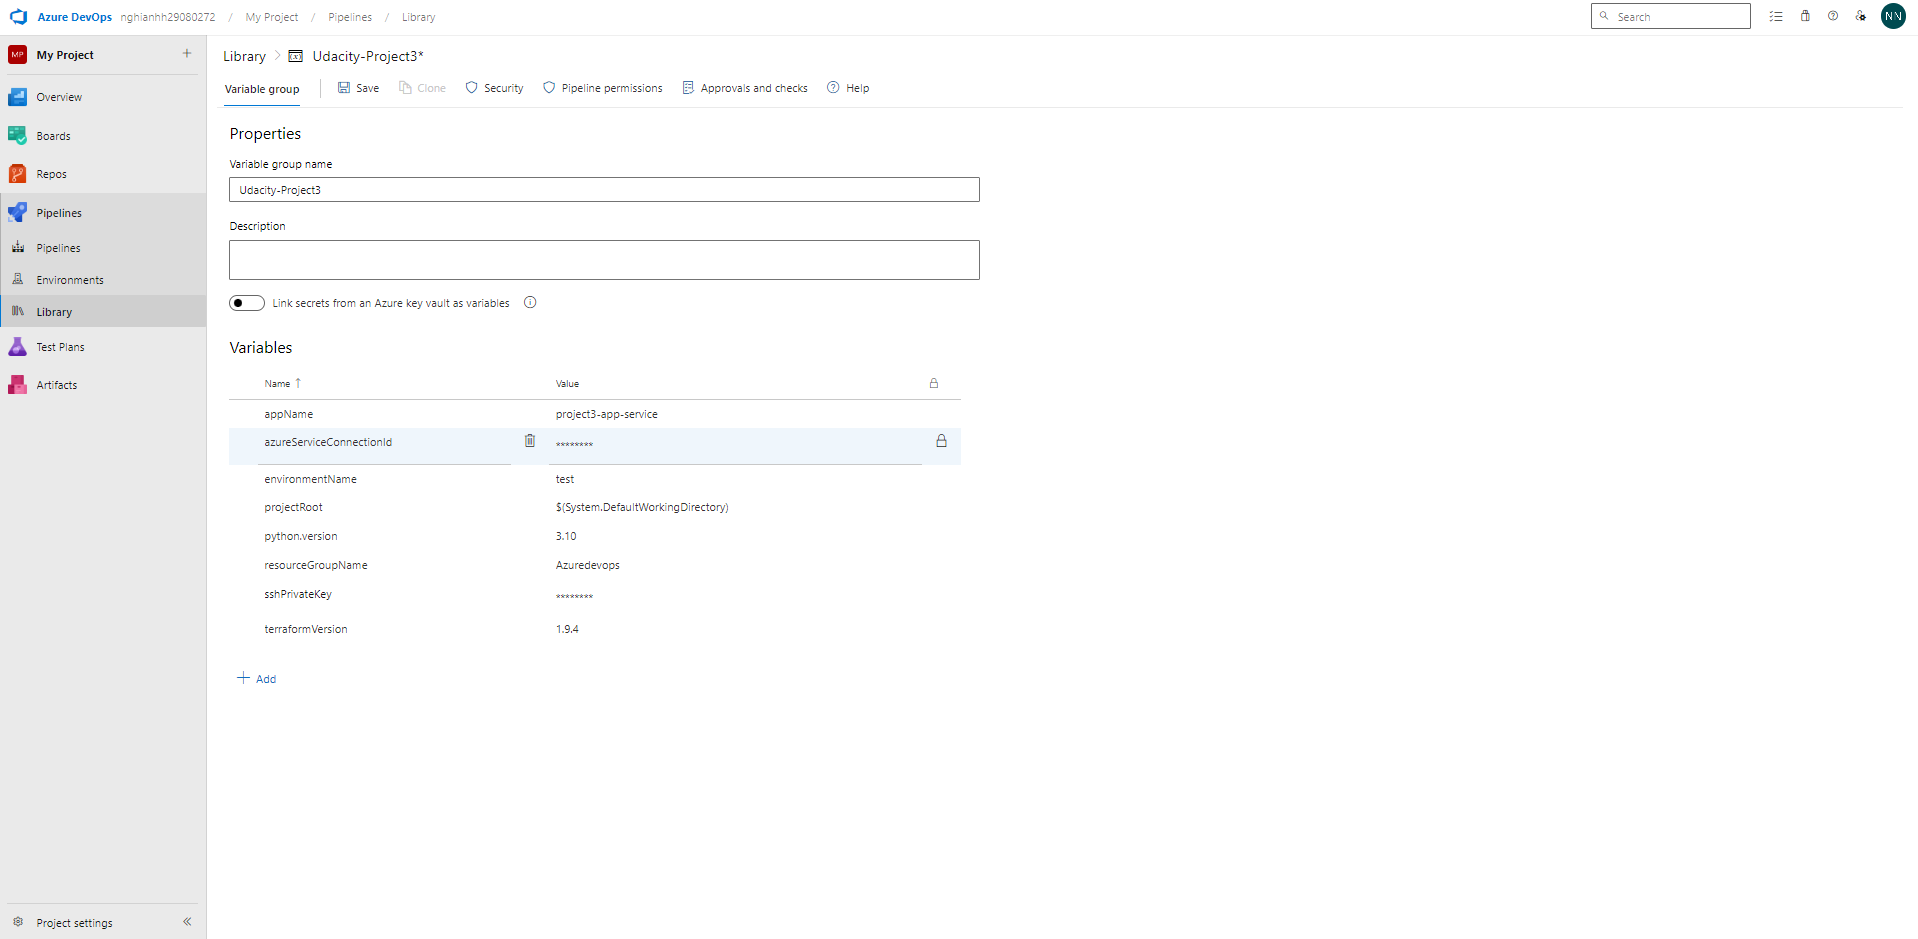 Azure DevOps nghianhh29080272 / My Project / Pipelines / Library
Search
NN
MP My Project
Overview
Boards
Repos
Pipelines
Pipelines
Environments
Library
Test Plans
Artifacts
Project settings
Library > Udacity-Project3*
Variable group Save Clone Security Pipeline permissions Approvals and checks Help
Properties
Variable group name
Udacity-Project3
Description
Link secrets from an Azure key vault as variables
Variables
Name ↑ Value
appName project3-app-service
azureServiceConnectionId ********
environmentName test
projectRoot $(System.DefaultWorkingDirectory)
python.version 3.10
resourceGroupName Azuredevops
sshPrivateKey ********
terraformVersion 1.9.4
+ Add